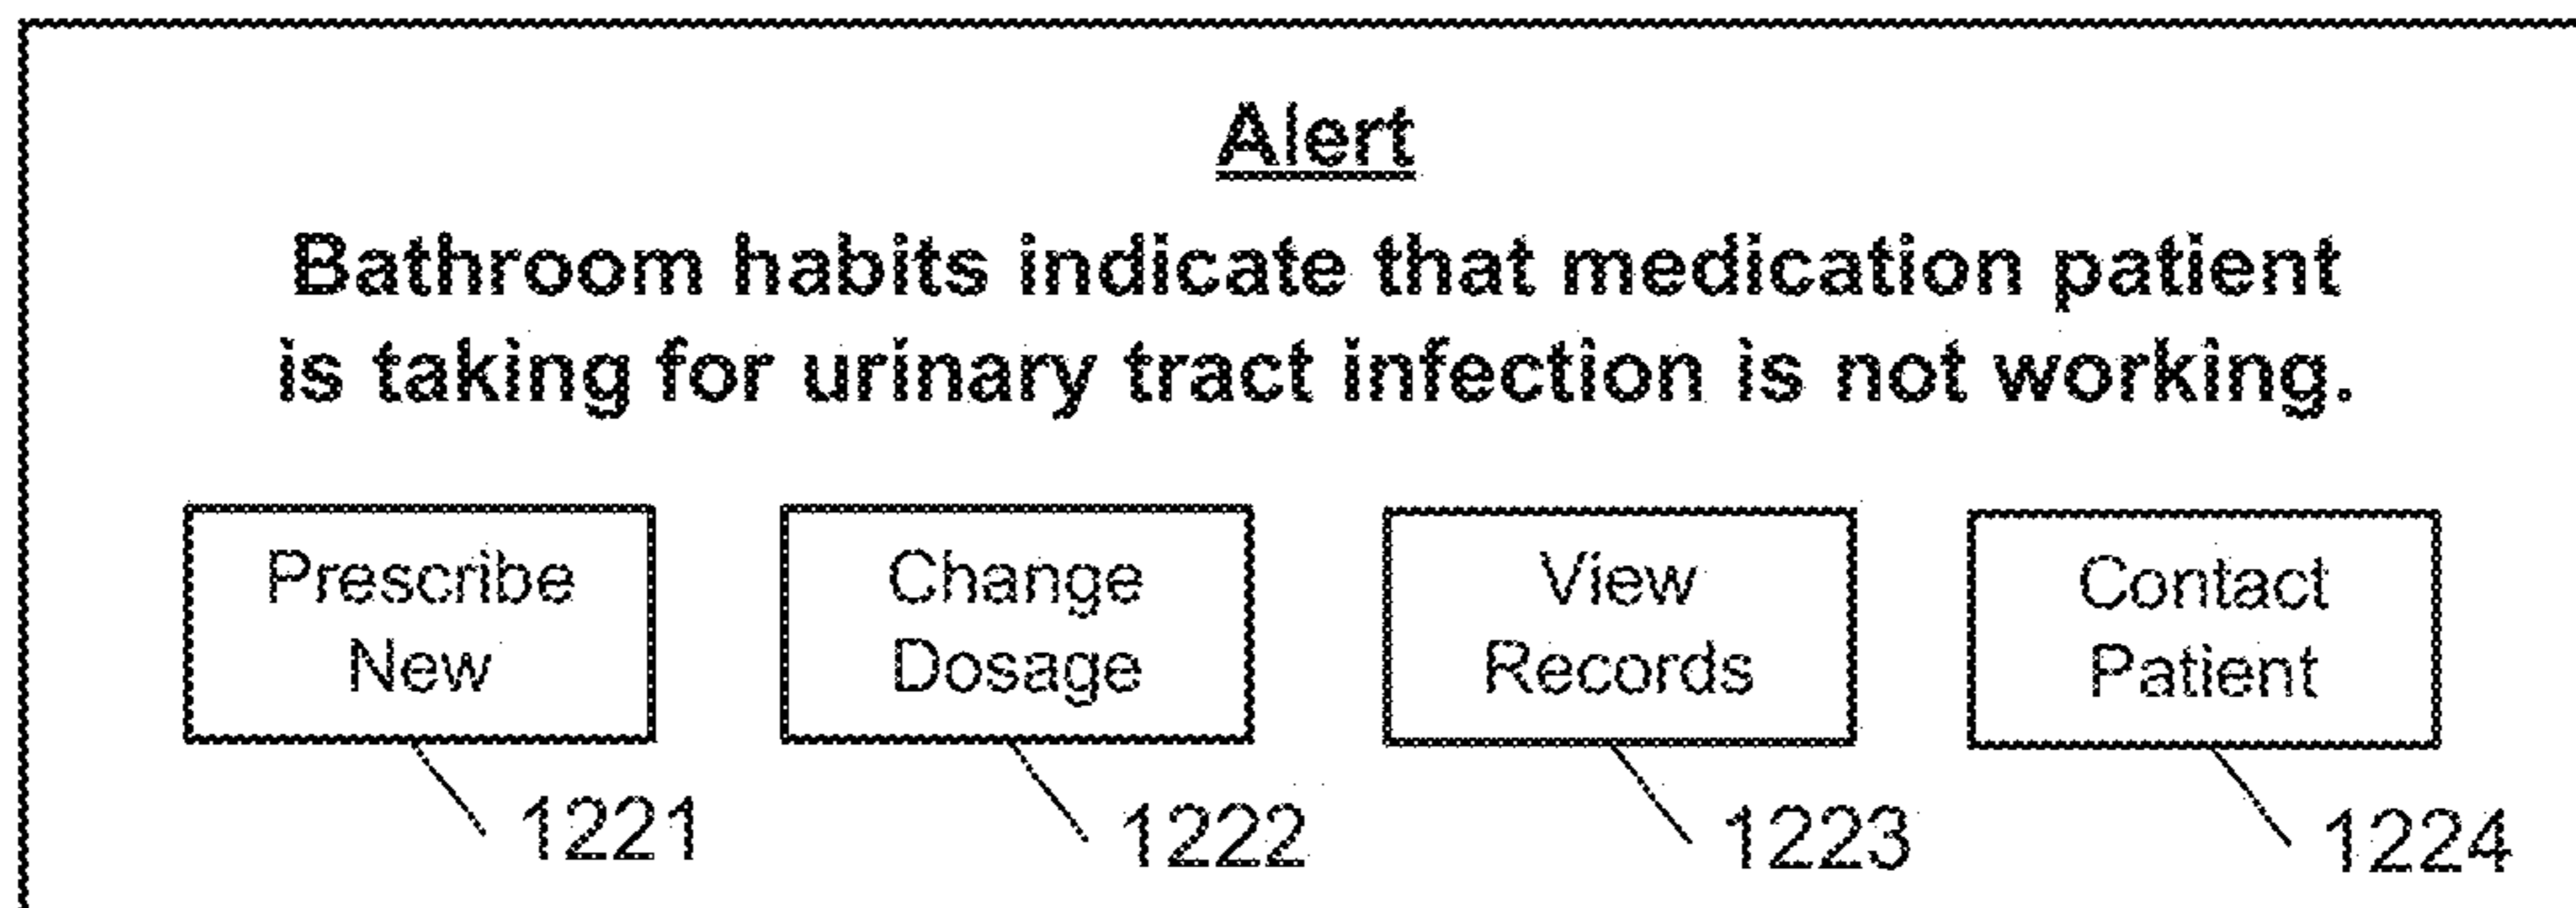 Alert
Bathroom habits indicate that medication patient
is taking for urinary tract infection is not working.
Prescribe
New
Change
Dosage
View
Records
Contact
Patient
1221
1222
1223
1224